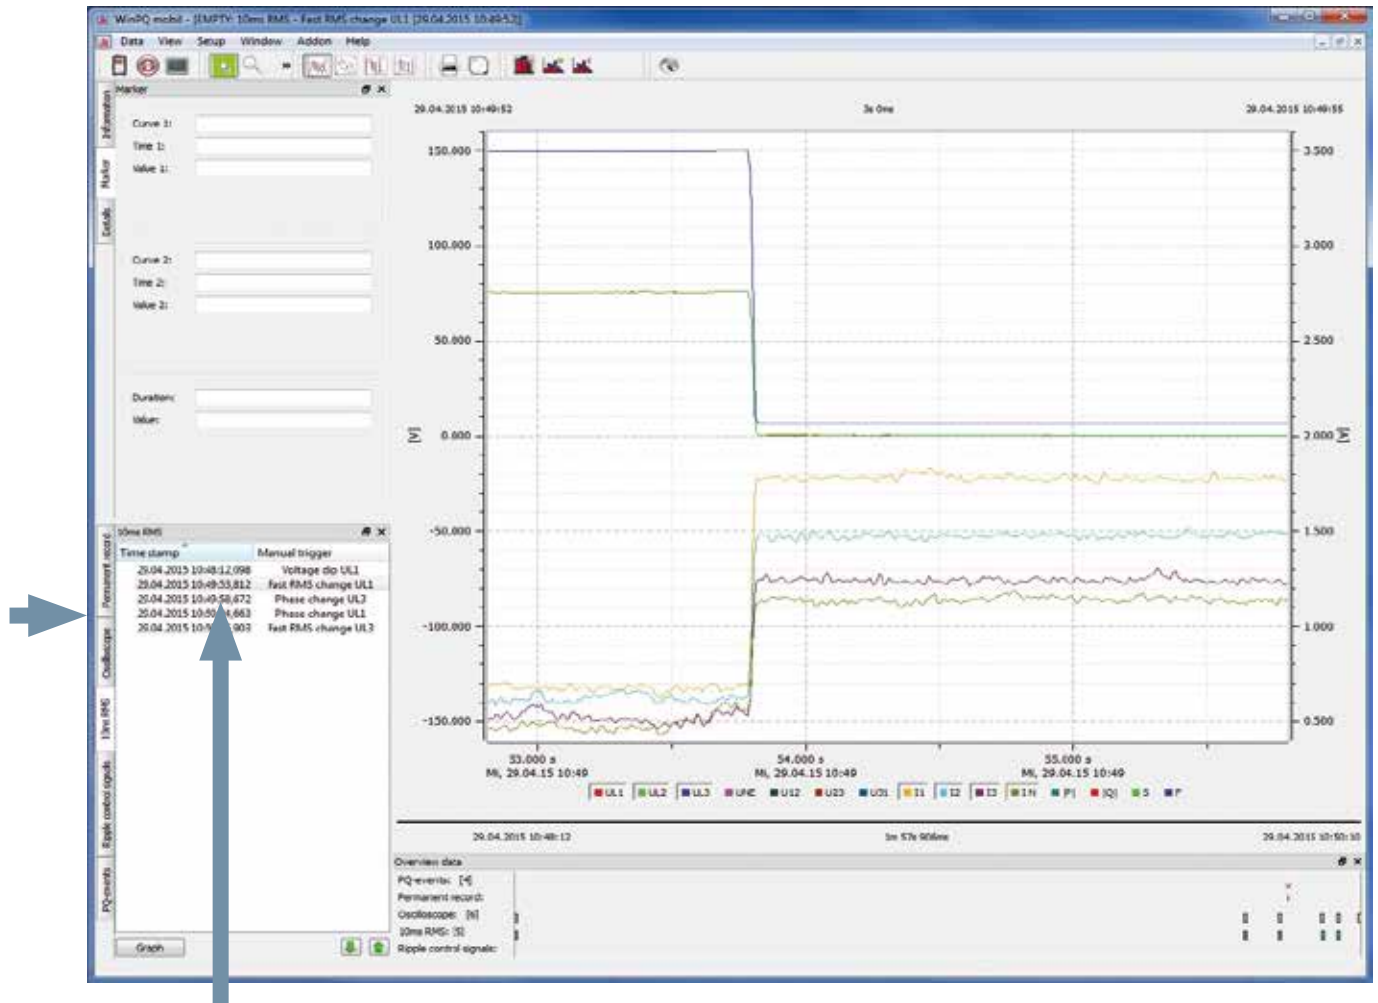 WinPQ mobil - [EMPTY: 10ms RMS - Fast RMS change UL1 [29.04.2015 10:49:52]]
Data View Setup Window Addon Help
Marker
Information
Marker
Details
Curve 1:
Time 1:
Value 1:
Curve 2:
Time 2:
Value 2:
Duration:
Value:
29.04.2015 10:49:52 3s 0ms 29.04.2015 10:49:55
150.000 3.500
100.000 3.000
50.000 2.500
[V] 0.000 2.000 [V]
-50.000 1.500
-100.000 1.000
-150.000 0.500
53.000 s 54.000 s 55.000 s
Mi, 29.04.15 10:49 Mi, 29.04.15 10:49 Mi, 29.04.15 10:49
UL1 UL2 UL3 UNE U12 U23 U31 I1 I2 I3 IN |P| |Q| S F
10ms RMS
Time stamp Manual trigger
29.04.2015 10:48:12,098 Voltage dip UL1
29.04.2015 10:49:53,812 Fast RMS change UL1
29.04.2015 10:49:58,672 Phase change UL3
29.04.2015 ,663 Phase change UL1
29.04.2015 ,903 Fast RMS change UL3
Permanent record
Oscilloscope
10ms RMS
Ripple control signals
PQ-events
Graph
29.04.2015 10:48:12 1m 57s 906ms 29.04.2015 10:50:10
Overview data
PQ-events: [4]
Permanent record:
Oscilloscope: [6]
10ms RMS: [5]
Ripple control signals: